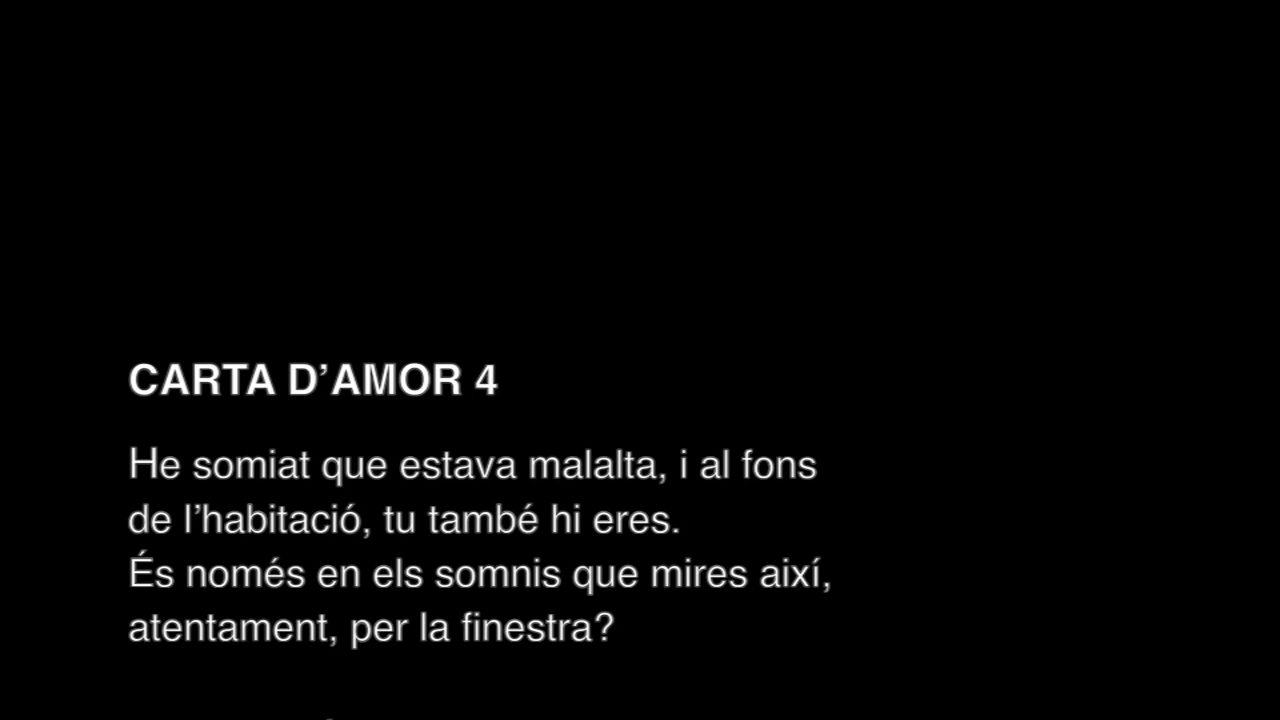 CARTA D’AMOR 4
He somiat que estava malalta, i al fons
de l’habitació, tu també hi eres.
És només en els somnis que mires així,
atentament, per la finestra?